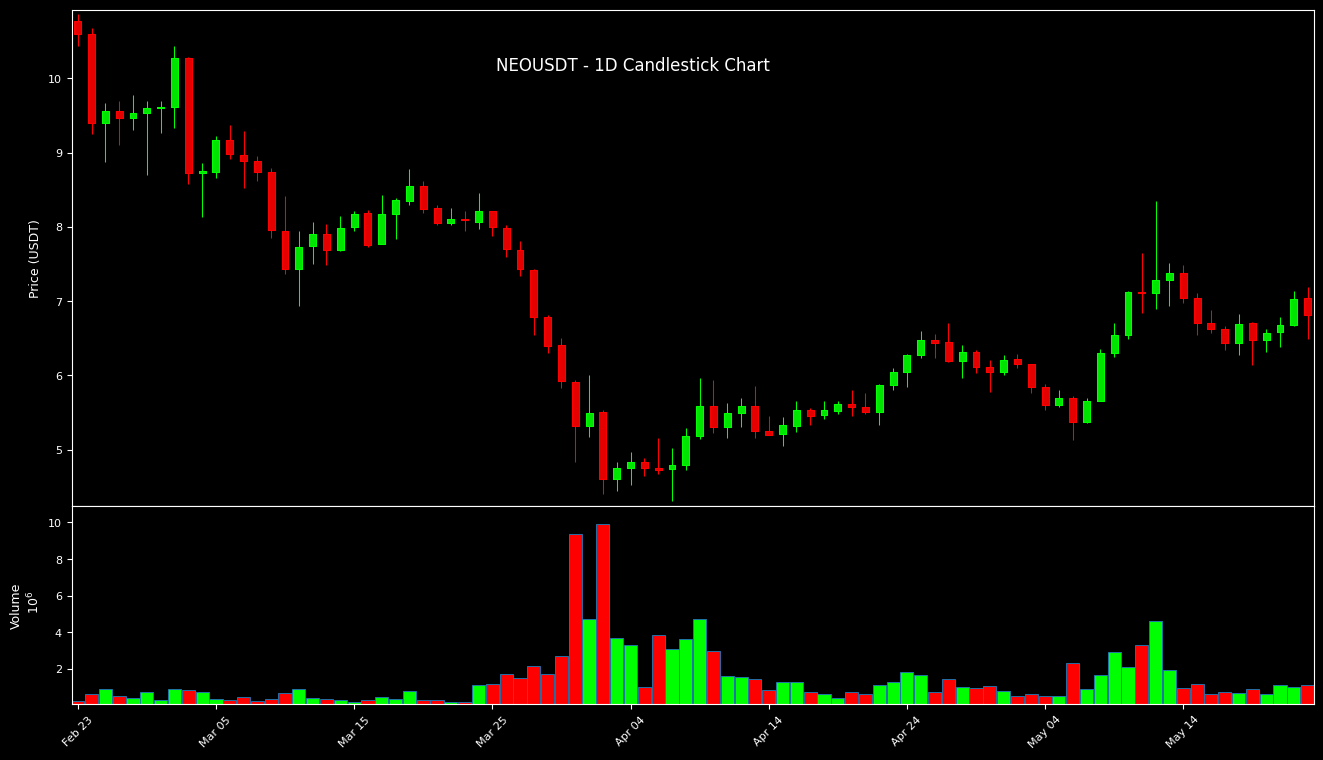 NEOUSDT - 1D Candlestick Chart
Price (USDT)
10
9
8
7
6
5
Volume
10^6
10
8
6
4
2
Feb 23
Mar 05
Mar 15
Mar 25
Apr 04
Apr 14
Apr 24
May 04
May 14